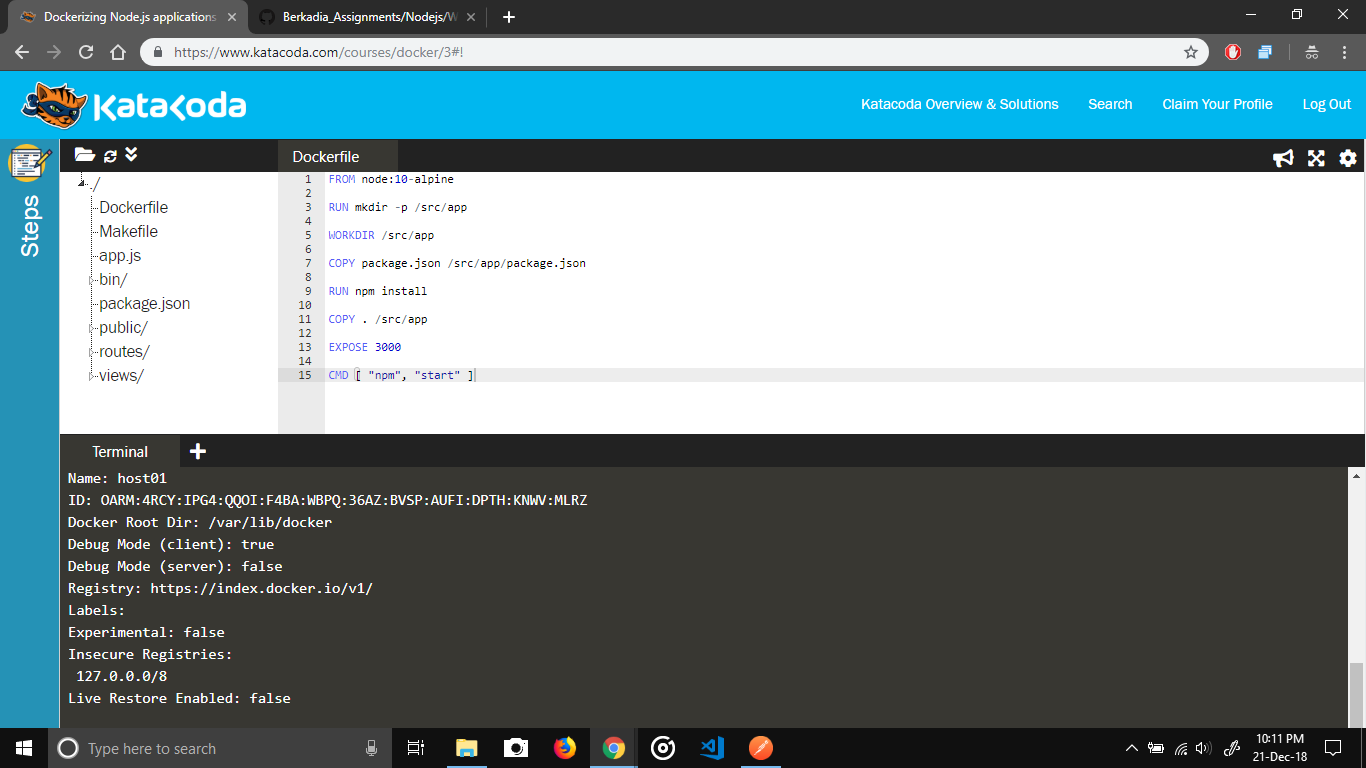 Dockerizing Node.js applications
Berkadia_Assignments/Nodejs/W
https://www.katacoda.com/courses/docker/3#!
KataKoda
Katacoda Overview & Solutions
Search
Claim Your Profile
Log Out
Steps
./
Dockerfile
Makefile
app.js
bin/
package.json
public/
routes/
views/
Dockerfile
1 FROM node:10-alpine
2
3 RUN mkdir -p /src/app
4
5 WORKDIR /src/app
6
7 COPY package.json /src/app/package.json
8
9 RUN npm install
10
11 COPY . /src/app
12
13 EXPOSE 3000
14
15 CMD [ "npm", "start" ]
Terminal
Name: host01
ID: OARM:4RCY:IPG4:QQOI:F4BA:WBPQ:36AZ:BVSP:AUFI:DPTH:KNWV:MLRZ
Docker Root Dir: /var/lib/docker
Debug Mode (client): true
Debug Mode (server): false
Registry: https://index.docker.io/v1/
Labels:
Experimental: false
Insecure Registries:
127.0.0.0/8
Live Restore Enabled: false
Type here to search
10:11 PM
21-Dec-18